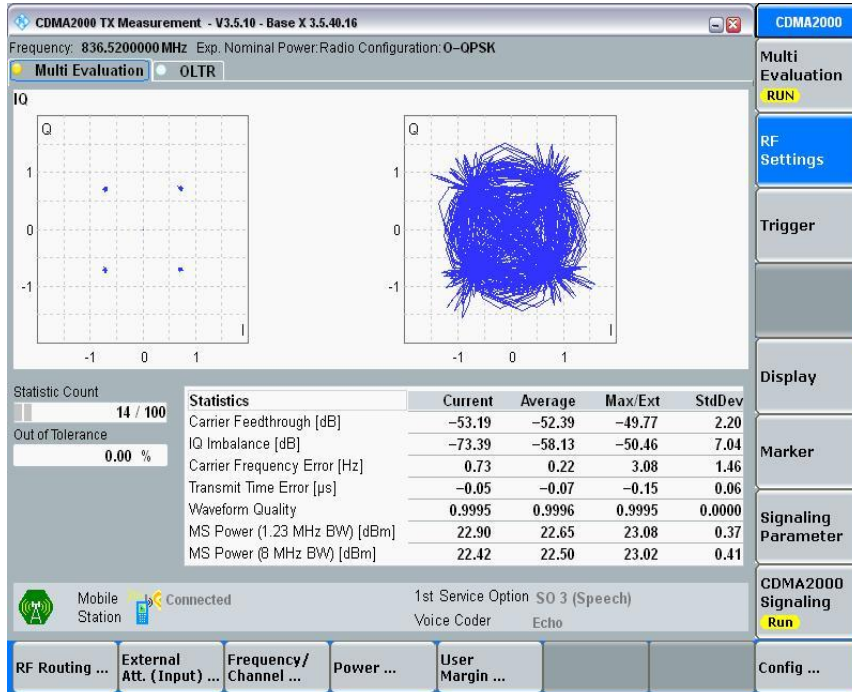 CDMA2000 TX Measurement - V3.5.10 - Base X 3.5.40.16
CDMA2000
Frequency: 836.5200000 MHz Exp. Nominal Power: Radio Configuration: O-QPSK
Multi Evaluation
OLTR
IQ
Q
1
0
-1
I
-1 0 1
Q
1
0
-1
I
-1 0 1
Statistic Count
14 / 100
Out of Tolerance
0.00 %
Statistics Current Average Max/Ext StdDev
Carrier Feedthrough [dB] -53.19 -52.39 -49.77 2.20
IQ Imbalance [dB] -73.39 -58.13 -50.46 7.04
Carrier Frequency Error [Hz] 0.73 0.22 3.08 1.46
Transmit Time Error [µs] -0.05 -0.07 -0.15 0.06
Waveform Quality 0.9995 0.9996 0.9995 0.0000
MS Power (1.23 MHz BW) [dBm] 22.90 22.65 23.08 0.37
MS Power (8 MHz BW) [dBm] 22.42 22.50 23.02 0.41
Mobile
Station
Connected
1st Service Option SO 3 (Speech)
Voice Coder Echo
Multi
Evaluation
RUN
RF
Settings
Trigger
Display
Marker
Signaling
Parameter
CDMA2000
Signaling
Run
RF Routing ...
External
Att. (Input) ...
Frequency/
Channel ...
Power ...
User
Margin ...
Config ...